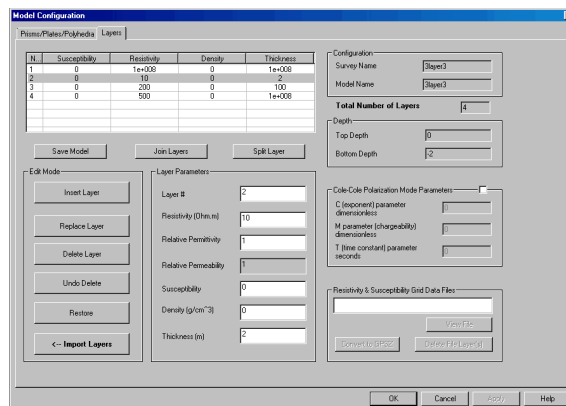 Model Configuration
Prisms/Plates/Polyhedia Layers
N.. Susceptibility Resistivity Density Thickness
1 0 1e+008 0 1e+008
2 0 10 0 2
3 0 200 0 100
4 0 500 0 1e+008
Save Model Join Layers Split Layer
Configuration
Survey Name 3layer3
Model Name 3layer3
Total Number of Layers 4
Depth
Top Depth 0
Bottom Depth -2
Edit Mode
Insert Layer
Replace Layer
Delete Layer
Undo Delete
Restore
<-- Import Layers
Layer Parameters
Layer # 2
Resistivity (Ohm.m) 10
Relative Permittivity 1
Relative Permeability 1
Susceptibility 0
Density (g/cm^3) 0
Thickness (m) 2
Cole-Cole Polarization Mode Parameters
C (exponent) parameter
dimensionless 0
M parameter (chargeability)
dimensionless 0
T (time constant) parameter
seconds 0
Resistivity & Susceptibility Grid Data Files
View File
Convert to GRS2 Delete File Layer(s)
OK Cancel Apply Help